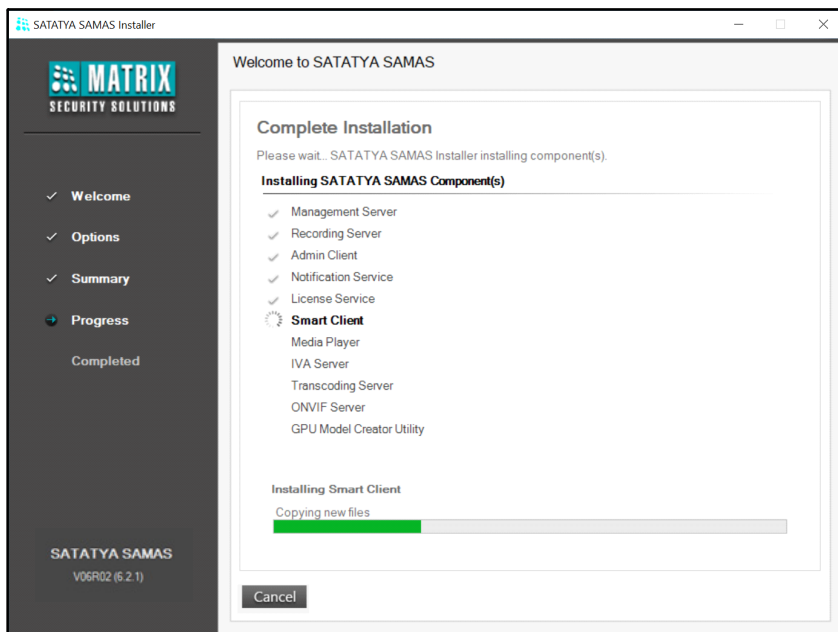 SATATYA SAMAS Installer
MATRIX
SECURITY SOLUTIONS
Welcome
Options
Summary
Progress
Completed
SATATYA SAMAS
V06R02 (6.2.1)
Welcome to SATATYA SAMAS
Complete Installation
Please wait... SATATYA SAMAS Installer installing component(s).
Installing SATATYA SAMAS Component(s)
Management Server
Recording Server
Admin Client
Notification Service
License Service
Smart Client
Media Player
IVA Server
Transcoding Server
ONVIF Server
GPU Model Creator Utility
Installing Smart Client
Copying new files
Cancel